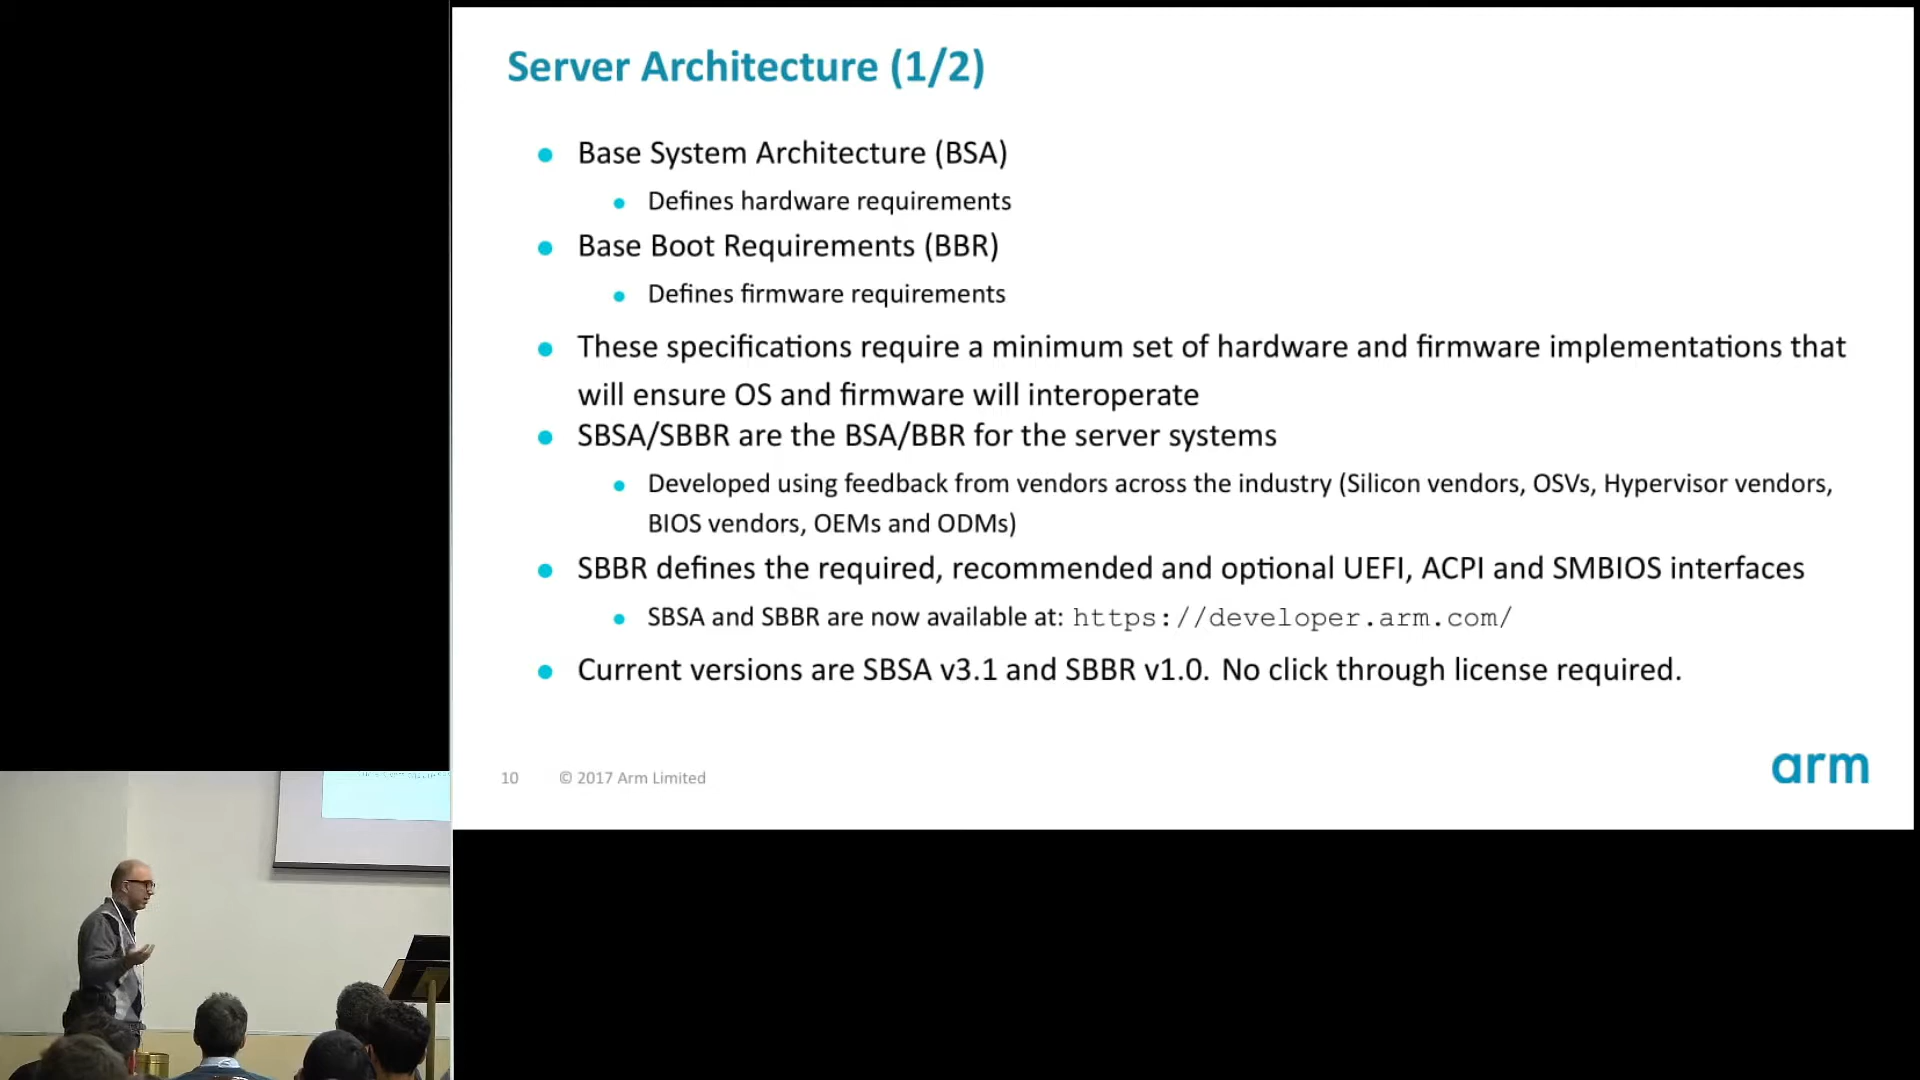 Server Architecture (1/2)
Base System Architecture (BSA)
Defines hardware requirements
Base Boot Requirements (BBR)
Defines firmware requirements
These specifications require a minimum set of hardware and firmware implementations that
will ensure OS and firmware will interoperate
SBSA/SBBR are the BSA/BBR for the server systems
Developed using feedback from vendors across the industry (Silicon vendors, OSVs, Hypervisor vendors,
BIOS vendors, OEMs and ODMs)
SBBR defines the required, recommended and optional UEFI, ACPI and SMBIOS interfaces
SBSA and SBBR are now available at: https://developer.arm.com/
Current versions are SBSA v3.1 and SBBR v1.0. No click through license required.
10 © 2017 Arm Limited
arm